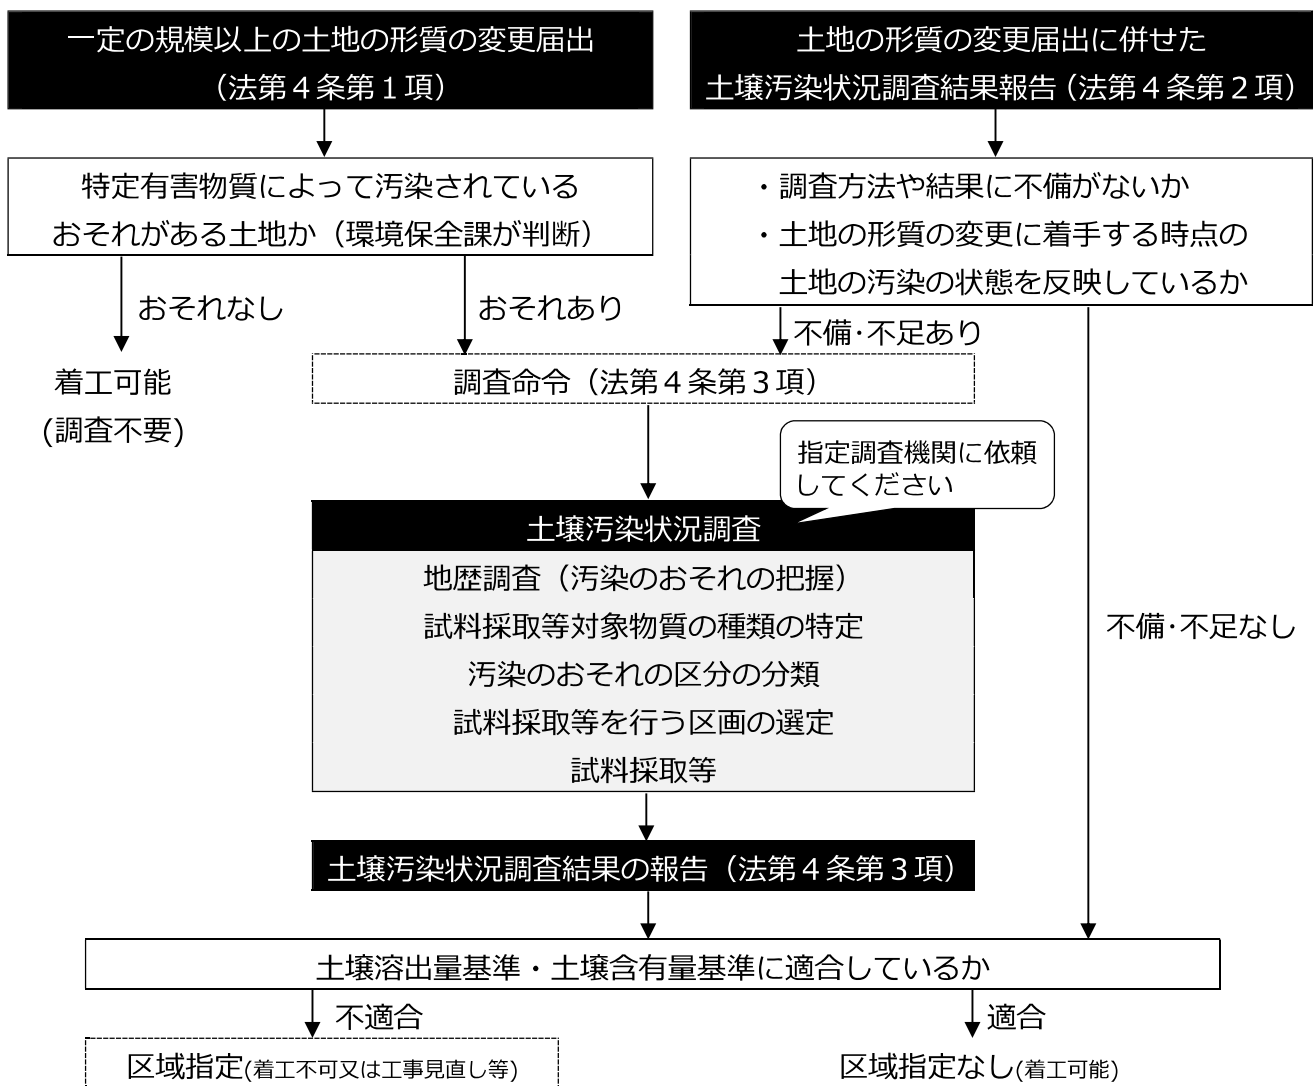 一定の規模以上の土地の形質の変更届出
（法第４条第１項）
土地の形質の変更届出に併せた
土壌汚染状況調査結果報告（法第４条第２項）
特定有害物質によって汚染されている
おそれがある土地か（環境保全課が判断）
・調査方法や結果に不備がないか
・土地の形質の変更に着手する時点の
土地の汚染の状態を反映しているか
おそれなし
おそれあり
不備･不足あり
着工可能
(調査不要)
調査命令（法第４条第３項）
指定調査機関に依頼
してください
土壌汚染状況調査
地歴調査（汚染のおそれの把握）
試料採取等対象物質の種類の特定
汚染のおそれの区分の分類
試料採取等を行う区画の選定
試料採取等
不備･不足なし
土壌汚染状況調査結果の報告（法第４条第３項）
土壌溶出量基準・土壌含有量基準に適合しているか
不適合
適合
区域指定(着工不可又は工事見直し等)
区域指定なし(着工可能)